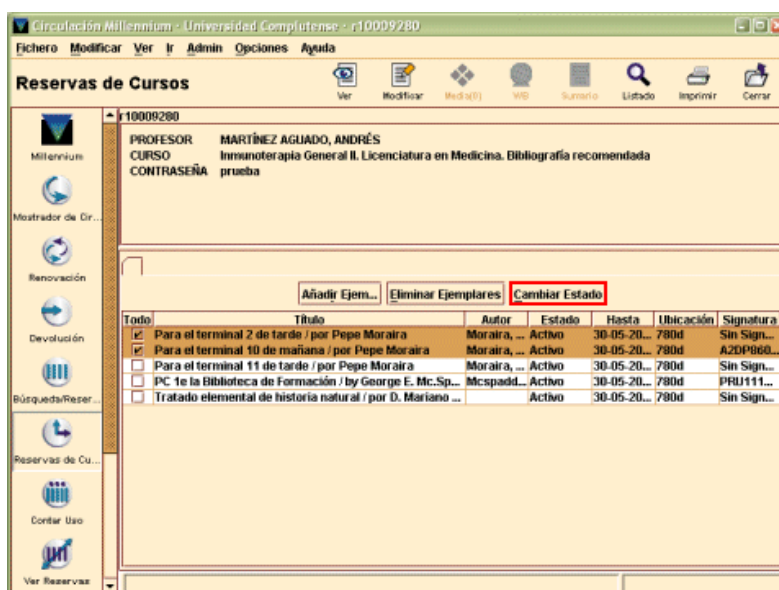 Circulación Millennium - Universidad Complutense - r10009280
Fichero Modificar Ver Ir Admin Opciones Ayuda
Reservas de Cursos
Ver Modificar Media(0) WB Sumario Listado Imprimir Cerrar
r10009280
PROFESOR MARTÍNEZ AGUADO, ANDRÉS
CURSO Inmunoterapia General II. Licenciatura en Medicina. Bibliografía recomendada
CONTRASEÑA prueba
Millennium
Mostrador de Cir...
Renovación
Devolución
Búsqueda/Reser...
Reservas de Cu...
Contar Uso
Ver Reservas
Añadir Ejem... Eliminar Ejemplares Cambiar Estado
Todo Título Autor Estado Hasta Ubicación Signatura
Para el terminal 2 de tarde / por Pepe Moraira Moraira, ... Activo 30-05-20... 780d Sin Sign...
Para el terminal 10 de mañana / por Pepe Moraira Moraira, ... Activo 30-05-20... 780d A2DP860...
Para el terminal 11 de tarde / por Pepe Moraira Moraira, ... Activo 30-05-20... 780d Sin Sign...
PC 1e la Biblioteca de Formación / by George E. Mc.Sp... Mcspadd... Activo 30-05-20... 780d PRU111...
Tratado elemental de historia natural / por D. Mariano ... Activo 30-05-20... 780d Sin Sign...